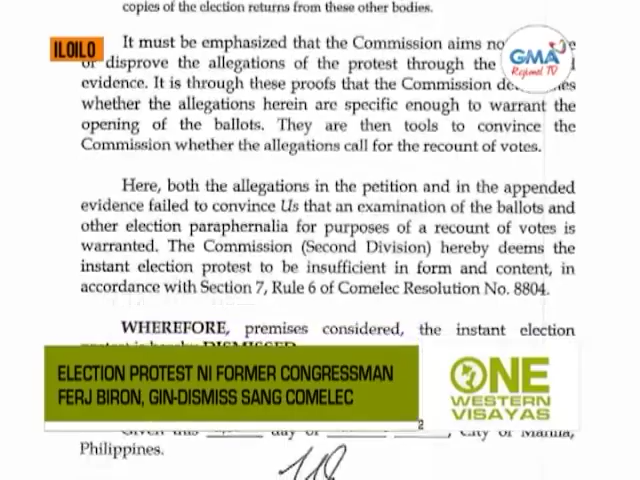 copies of the election returns from these other bodies.
ILOILO
It must be emphasized that the Commission aims
GMA
Regional TV
or disprove the allegations of the protest through the
evidence. It is through these proofs that the Commission
whether the allegations herein are specific enough to warrant the
opening of the ballots. They are then tools to convince the
Commission whether the allegations call for the recount of votes.
Here, both the allegations in the petition and in the appended
evidence failed to convince Us that an examination of the ballots and
other election paraphernalia for purposes of a recount of votes is
warranted. The Commission (Second Division) hereby deems the
instant election protest to be insufficient in form and content, in
accordance with Section 7, Rule 6 of Comelec Resolution No. 8804.
WHEREFORE, premises considered, the instant election
ELECTION PROTEST NI FORMER CONGRESSMAN
FERJ BIRON, GIN-DISMISS SANG COMELEC
ONE
WESTERN
VISAYAS
Given this day of , City of Manila,
Philippines.